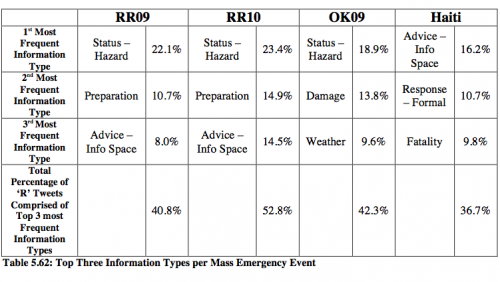 RR09 RR10 OK09 Haiti
1st Most Frequent Information Type Status – Hazard 22.1% Status – Hazard 23.4% Status – Hazard 18.9% Advice – Info Space 16.2%
2nd Most Frequent Information Type Preparation 10.7% Preparation 14.9% Damage 13.8% Response – Formal 10.7%
3rd Most Frequent Information Type Advice – Info Space 8.0% Advice – Info Space 14.5% Weather 9.6% Fatality 9.8%
Total Percentage of ‘R’ Tweets Comprised of Top 3 most Frequent Information Types 40.8% 52.8% 42.3% 36.7%
Table 5.62: Top Three Information Types per Mass Emergency Event